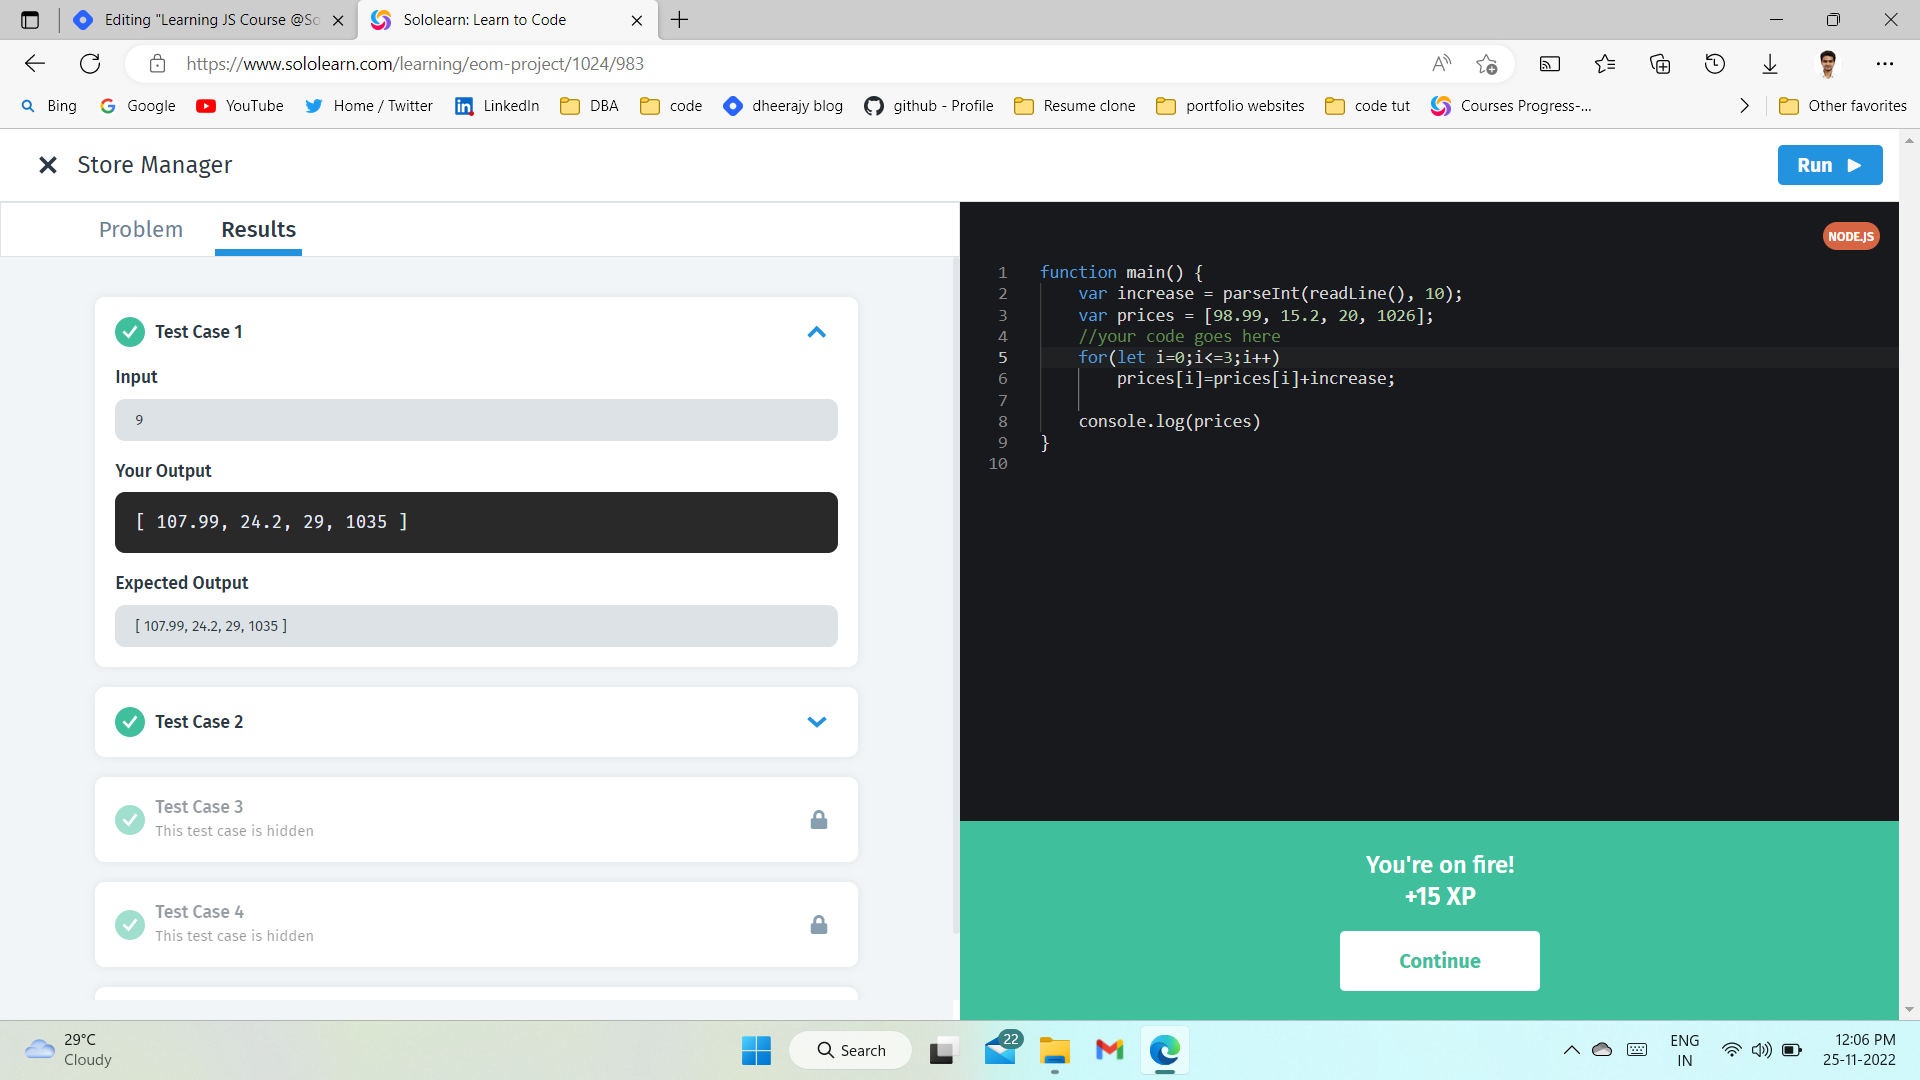 Editing "Learning JS Course @So
Sololearn: Learn to Code
https://www.sololearn.com/learning/eom-project/1024/983
Bing
Google
YouTube
Home / Twitter
LinkedIn
DBA
code
dheerajy blog
github - Profile
Resume clone
portfolio websites
code tut
Courses Progress-...
Other favorites
Store Manager
Run
Problem
Results
Test Case 1
Input
9
Your Output
[ 107.99, 24.2, 29, 1035 ]
Expected Output
[ 107.99, 24.2, 29, 1035 ]
Test Case 2
Test Case 3
This test case is hidden
Test Case 4
This test case is hidden
NODE.JS
1 function main() {
2     var increase = parseInt(readLine(), 10);
3     var prices = [98.99, 15.2, 20, 1026];
4     //your code goes here
5     for(let i=0;i<=3;i++)
6         prices[i]=prices[i]+increase;
7
8     console.log(prices)
9 }
10
You're on fire!
+15 XP
Continue
29°C
Cloudy
Search
22
ENG
IN
12:06 PM
25-11-2022